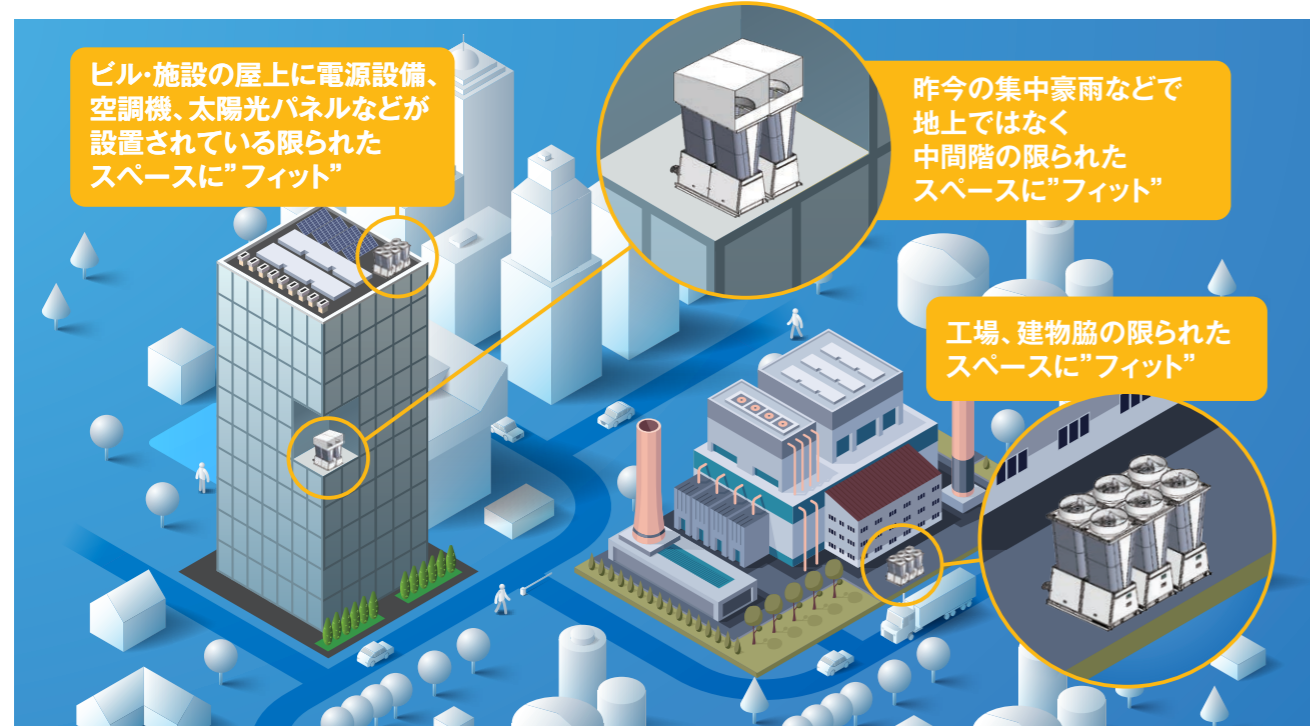 ビル・施設の屋上に電源設備、
空調機、太陽光パネルなどが
設置されている限られた
スペースに”フィット”
昨今の集中豪雨などで
地上ではなく
中間階の限られた
スペースに”フィット”
工場、建物脇の限られた
スペースに”フィット”